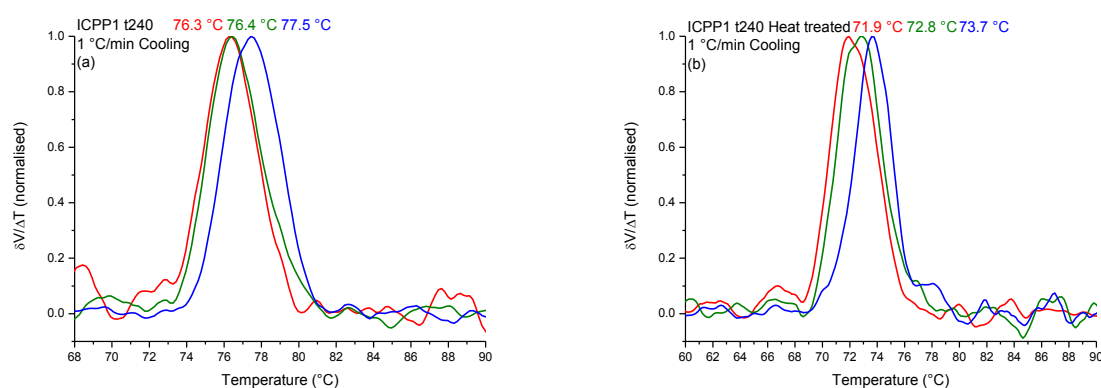 ICPP1 t240 76.3 °C 76.4 °C 77.5 °C
1 °C/min Cooling
(a)
1.0
0.8
0.6
0.4
0.2
0.0
δV/ΔT (normalised)
68 70 72 74 76 78 80 82 84 86 88 90
Temperature (°C)
ICPP1 t240 Heat treated 71.9 °C 72.8 °C 73.7 °C
1 °C/min Cooling
(b)
1.0
0.8
0.6
0.4
0.2
0.0
δV/ΔT (normalised)
60 62 64 66 68 70 72 74 76 78 80 82 84 86 88 90
Temperature (°C)